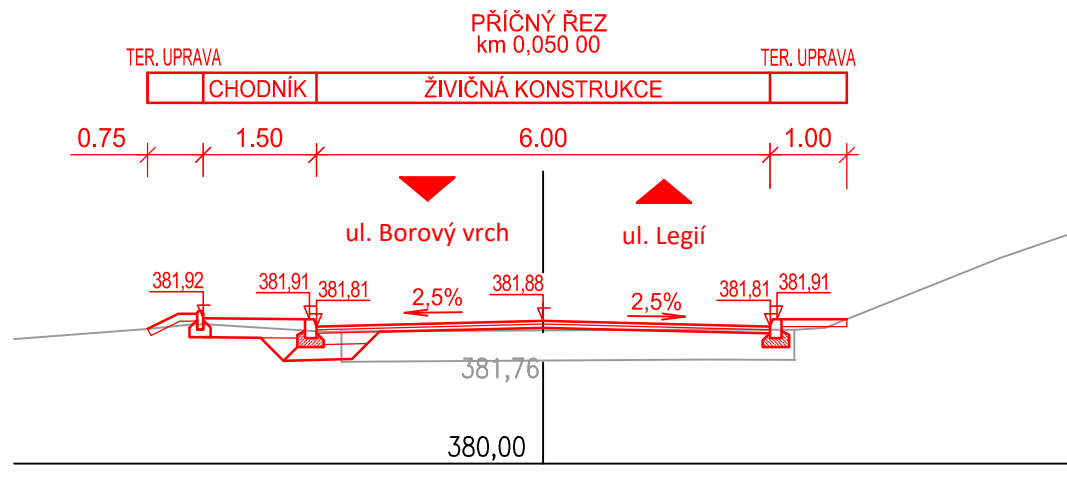 PŘÍČNÝ ŘEZ
km 0,050 00
TER. UPRAVA
TER. UPRAVA
CHODNÍK
ŽIVIČNÁ KONSTRUKCE
0.75
1.50
6.00
1.00
ul. Borový vrch
ul. Legií
381,92
381,91
381,81
2,5%
381,88
2,5%
381,81
381,91
381,76
380,00